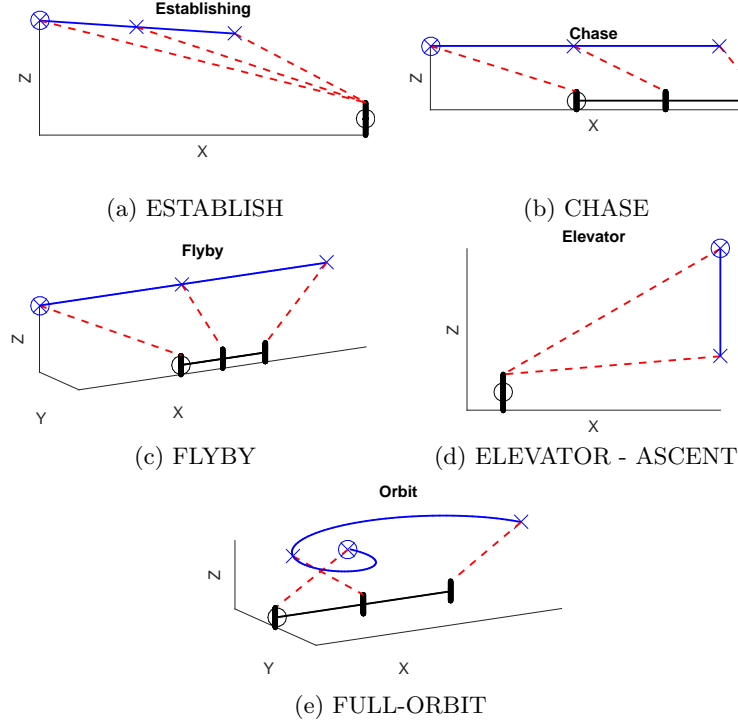 Establishing
Z
X
(a) ESTABLISH
Chase
Z
X
(b) CHASE
Flyby
Z
Y
X
(c) FLYBY
Elevator
Z
X
(d) ELEVATOR - ASCENT
Orbit
Z
Y
X
(e) FULL-ORBIT